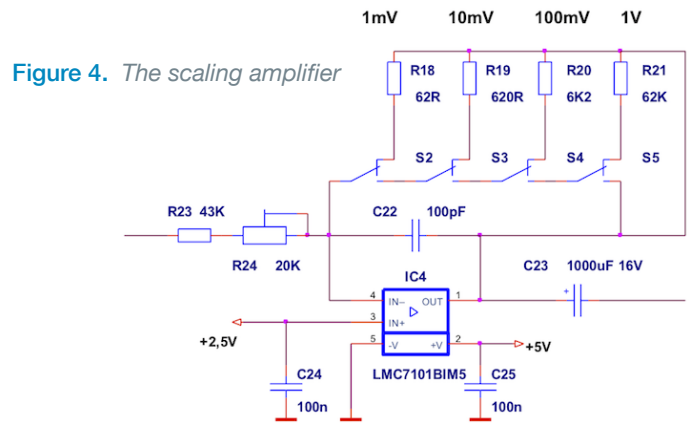 1mV 10mV 100mV 1V
Figure 4. The scaling amplifier
R18 R19 R20 R21
62R 620R 6K2 62K
S2 S3 S4 S5
R23 43K C22 100pF
R24 20K C23 1000uF 16V
IC4
+
4 IN- OUT 1
3 IN+
+2,5V
5 -V +V 2 +5V
C24 LMC7101BIM5 C25
100n 100n